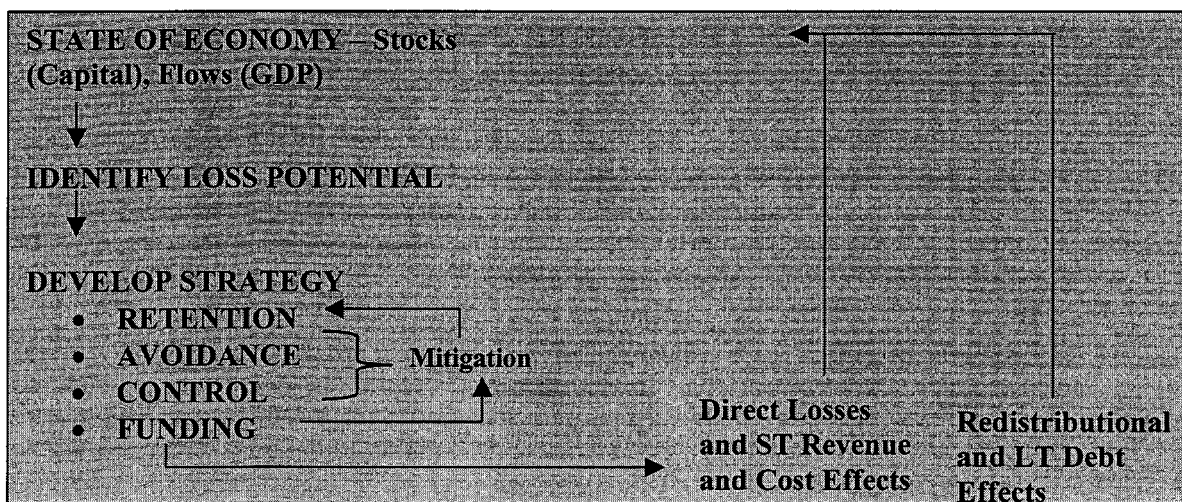 STATE OF ECONOMY—Stocks
(Capital), Flows (GDP)
IDENTIFY LOSS POTENTIAL
DEVELOP STRATEGY
• RETENTION
• AVOIDANCE
• CONTROL
• FUNDING
Mitigation
Direct Losses
and ST Revenue
and Cost Effects
Redistributional
and LT Debt
Effects